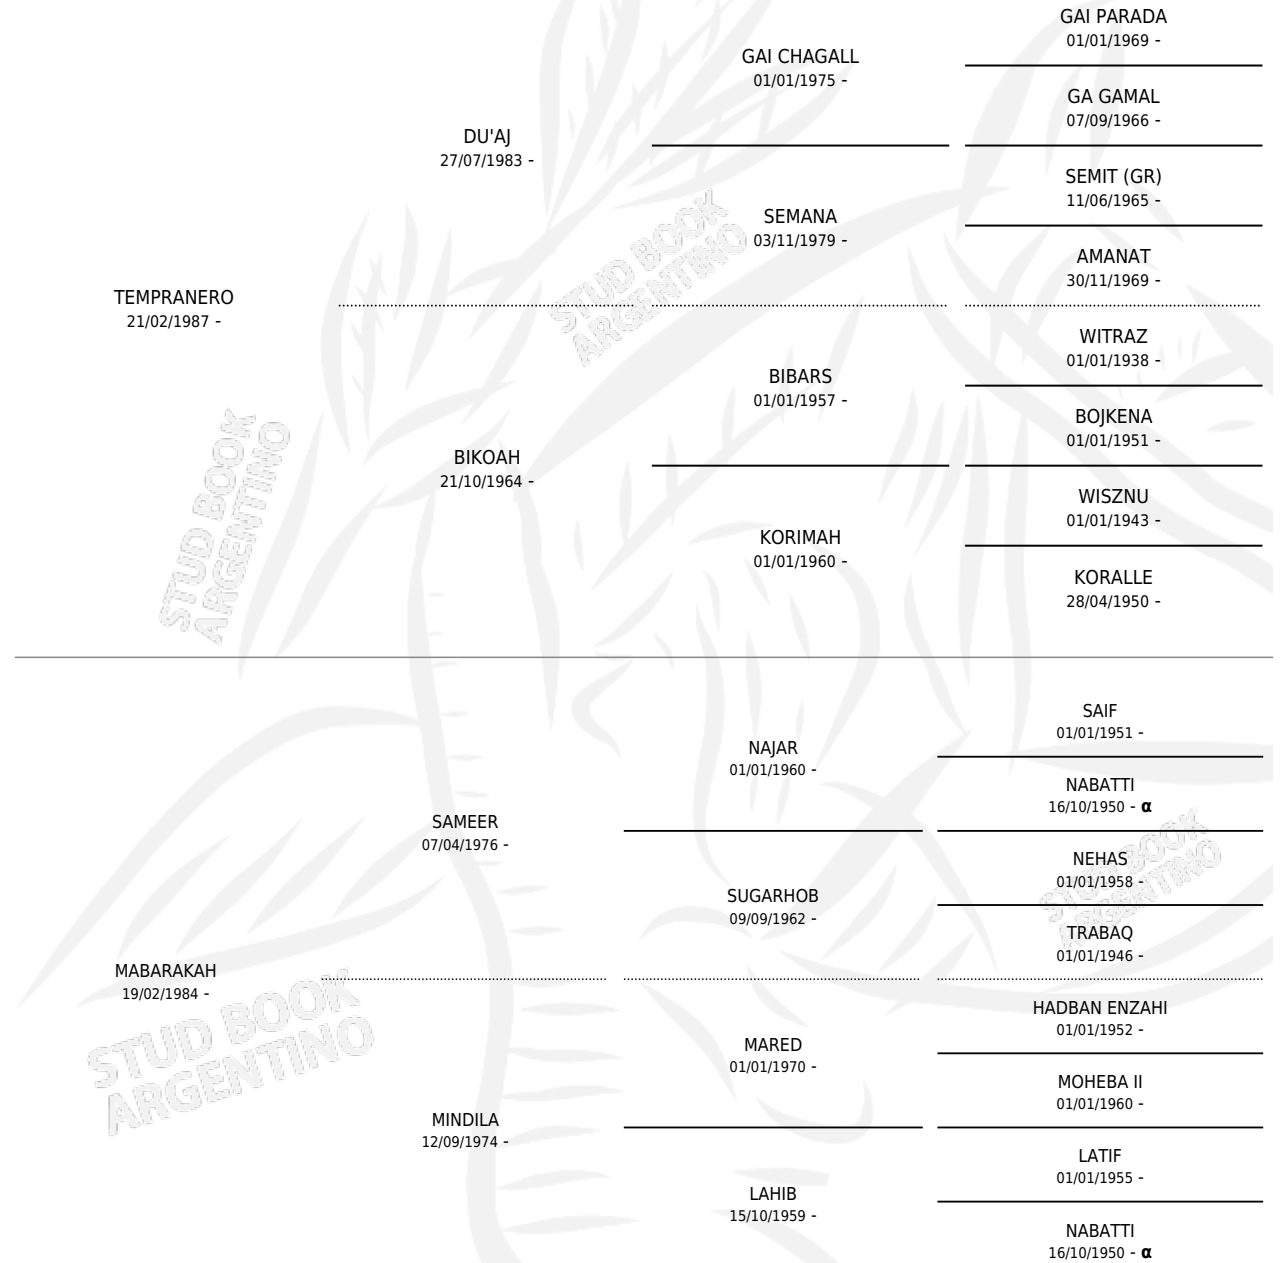 GAI PARADA
01/01/1969 -
GAI CHAGALL
01/01/1975 -
GA GAMAL
07/09/1966 -
DU'AJ
27/07/1983 -
SEMIT (GR)
11/06/1965 -
SEMANA
03/11/1979 -
AMANAT
30/11/1969 -
TEMPRANERO
21/02/1987 -
WITRAZ
01/01/1938 -
BIBARS
01/01/1957 -
BOJKENA
01/01/1951 -
BIKOAH
21/10/1964 -
WISZNU
01/01/1943 -
KORIMAH
01/01/1960 -
KORALLE
28/04/1950 -
STUD BOOK
ARGENTINO
STUD BOOK
ARGENTINO
SAIF
01/01/1951 -
NAJAR
01/01/1960 -
NABATTI
16/10/1950 - α
SAMEER
07/04/1976 -
NEHAS
01/01/1958 -
SUGARHOB
09/09/1962 -
TRABAQ
01/01/1946 -
MABARAKAH
19/02/1984 -
HADBAN ENZAHI
01/01/1952 -
MARED
01/01/1970 -
MOHEBA II
01/01/1960 -
MINDILA
12/09/1974 -
LATIF
01/01/1955 -
LAHIB
15/10/1959 -
NABATTI
16/10/1950 - α
STUD BOOK
ARGENTINO
STUD BOOK
ARGENTINO